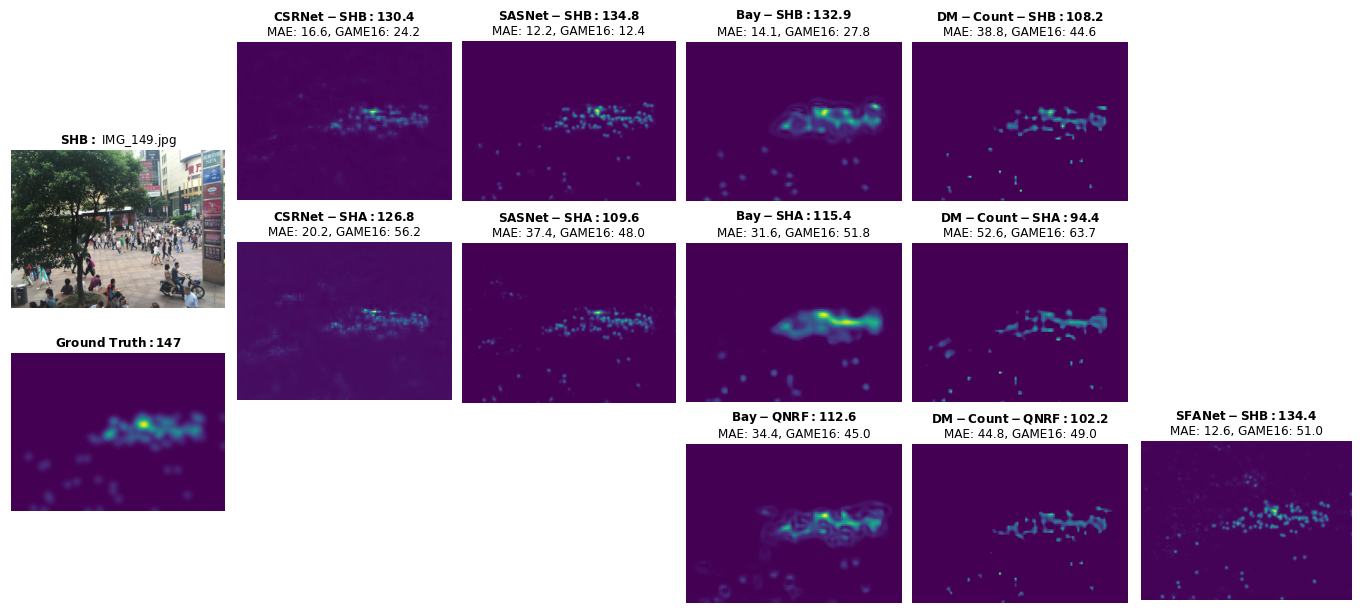 SHB: IMG_149.jpg
Ground Truth:147
CSRNet-SHB:130.4
MAE: 16.6, GAME16: 24.2
SASNet-SHB:134.8
MAE: 12.2, GAME16: 12.4
Bay-SHB:132.9
MAE: 14.1, GAME16: 27.8
DM-Count-SHB:108.2
MAE: 38.8, GAME16: 44.6
CSRNet-SHA:126.8
MAE: 20.2, GAME16: 56.2
SASNet-SHA:109.6
MAE: 37.4, GAME16: 48.0
Bay-SHA:115.4
MAE: 31.6, GAME16: 51.8
DM-Count-SHA:94.4
MAE: 52.6, GAME16: 63.7
Bay-QNRF:112.6
MAE: 34.4, GAME16: 45.0
DM-Count-QNRF:102.2
MAE: 44.8, GAME16: 49.0
SFANet-SHB:134.4
MAE: 12.6, GAME16: 51.0